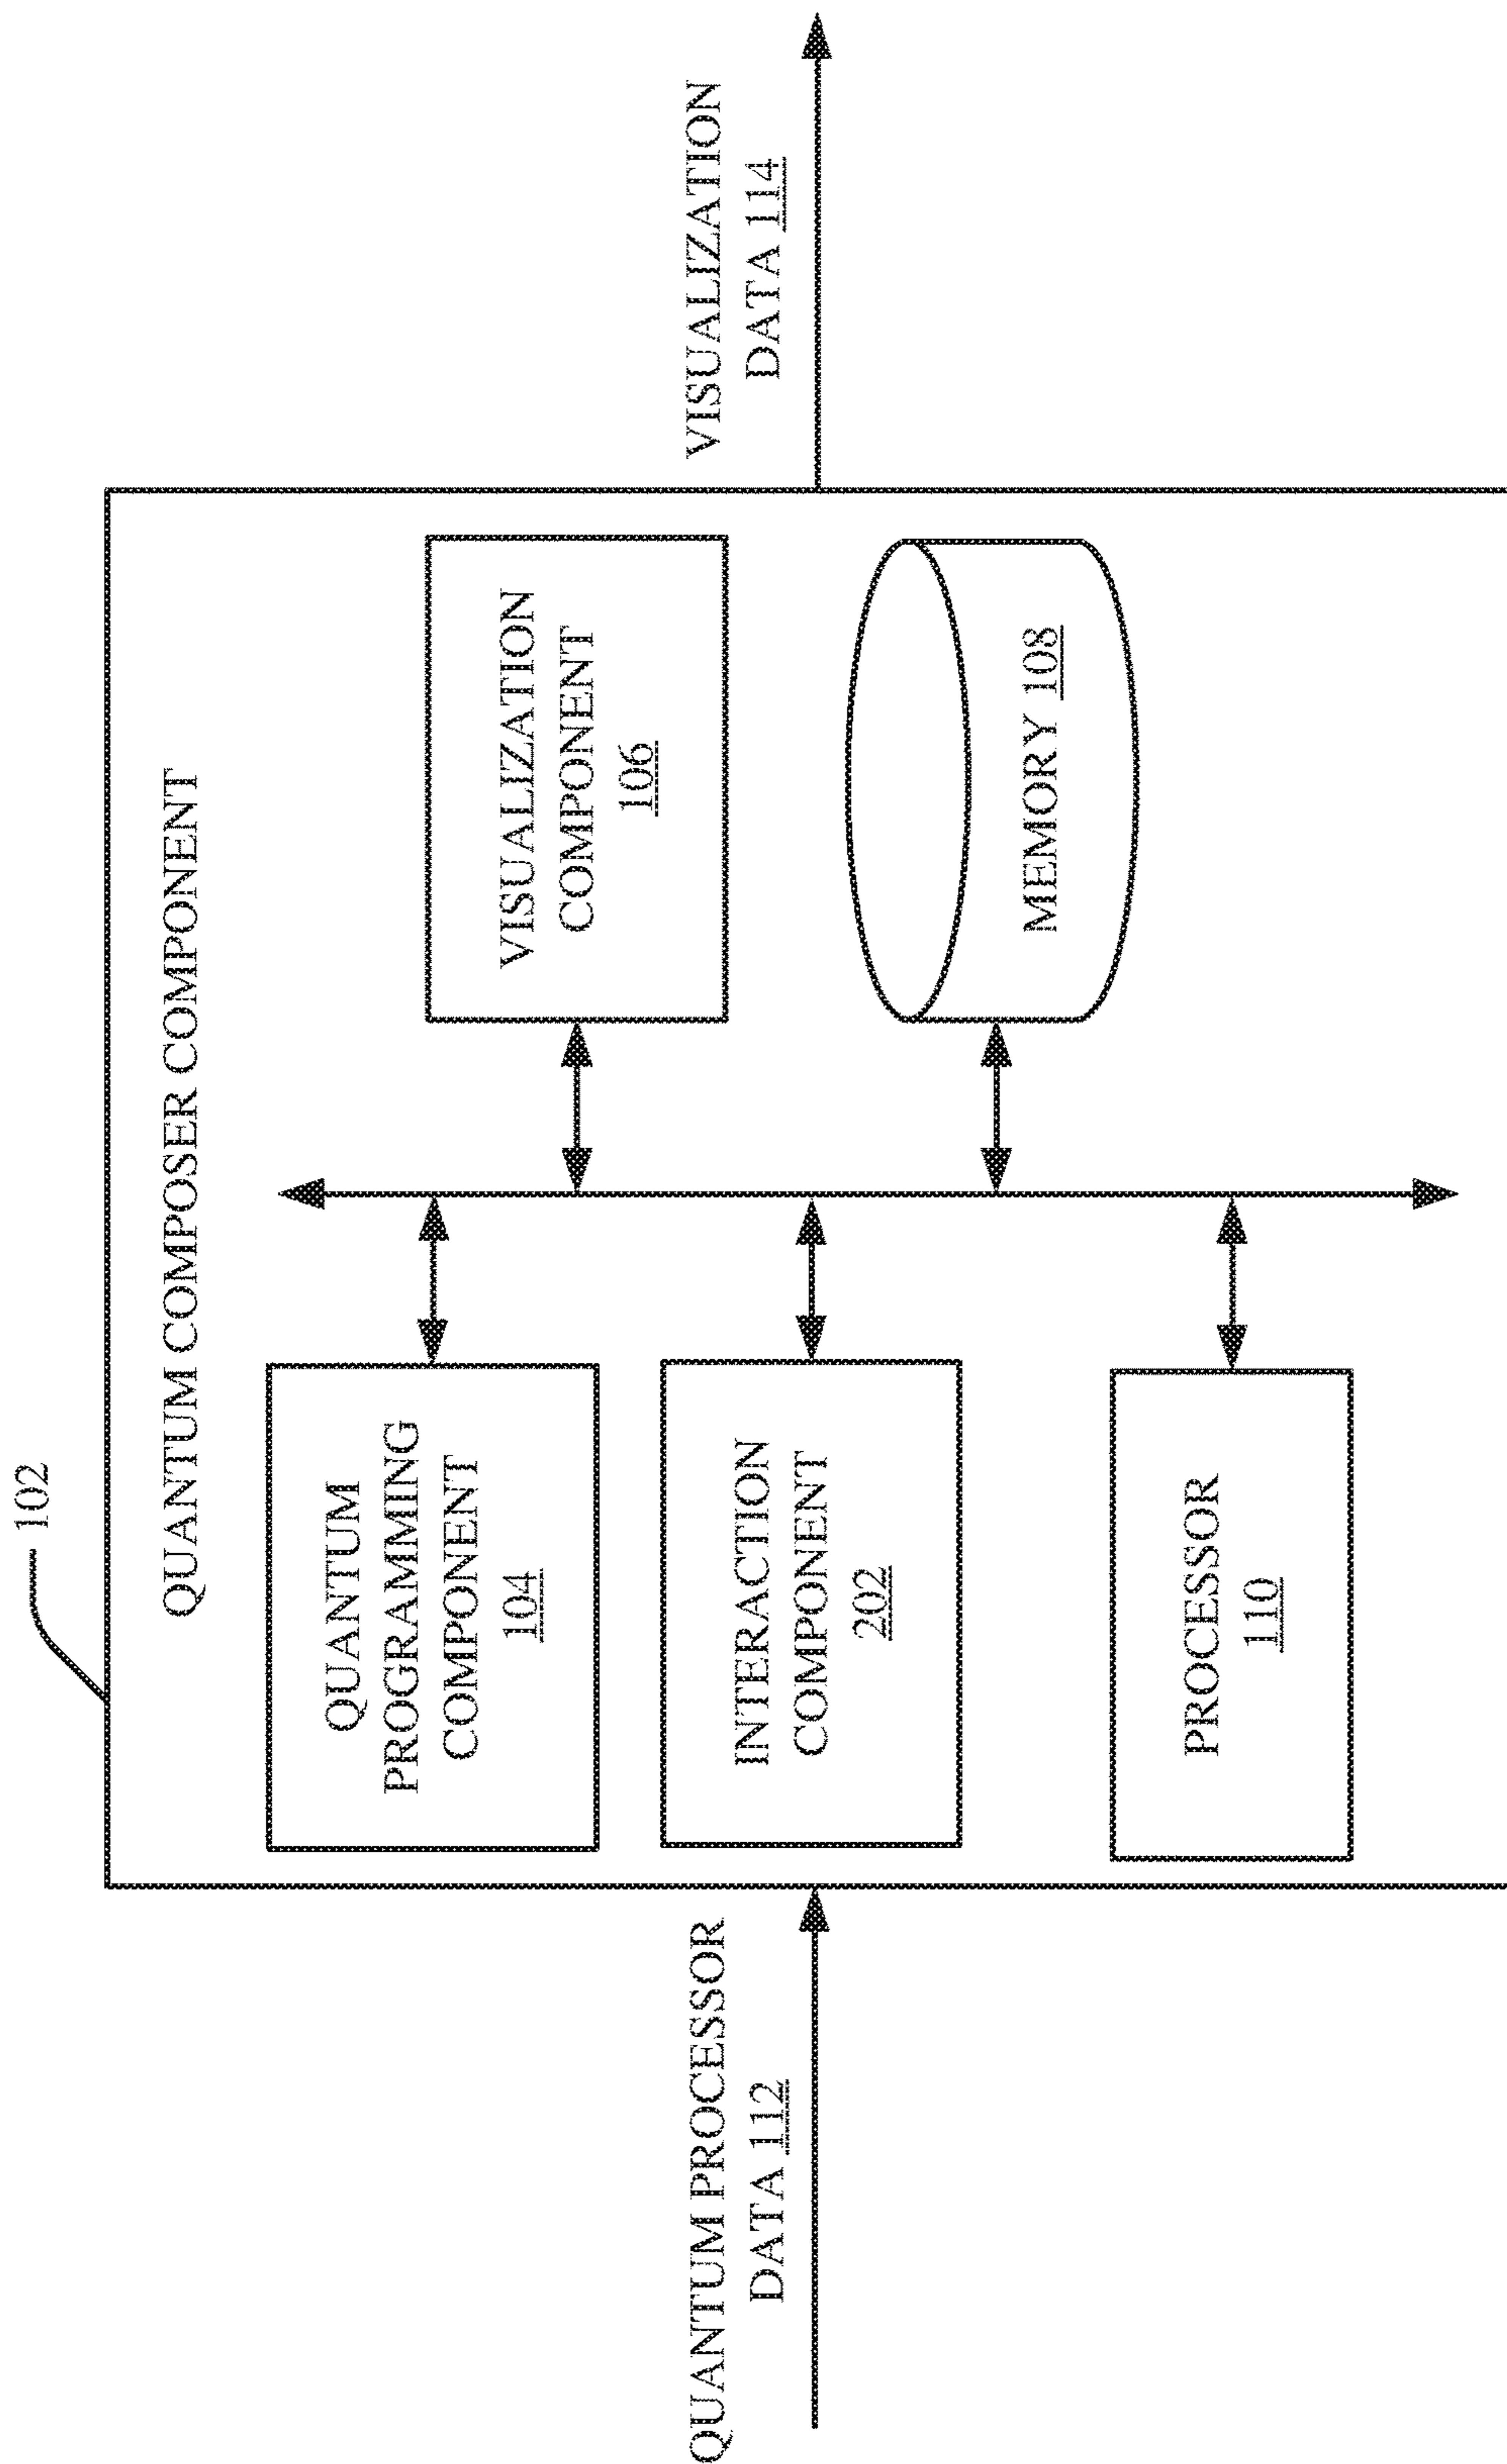 102
QUANTUM COMPOSER COMPONENT
QUANTUM PROCESSOR
DATA 112
QUANTUM
PROGRAMMING
COMPONENT
104
INTERACTION
COMPONENT
202
PROCESSOR
110
VISUALIZATION
COMPONENT
106
MEMORY 108
VISUALIZATION
DATA 114